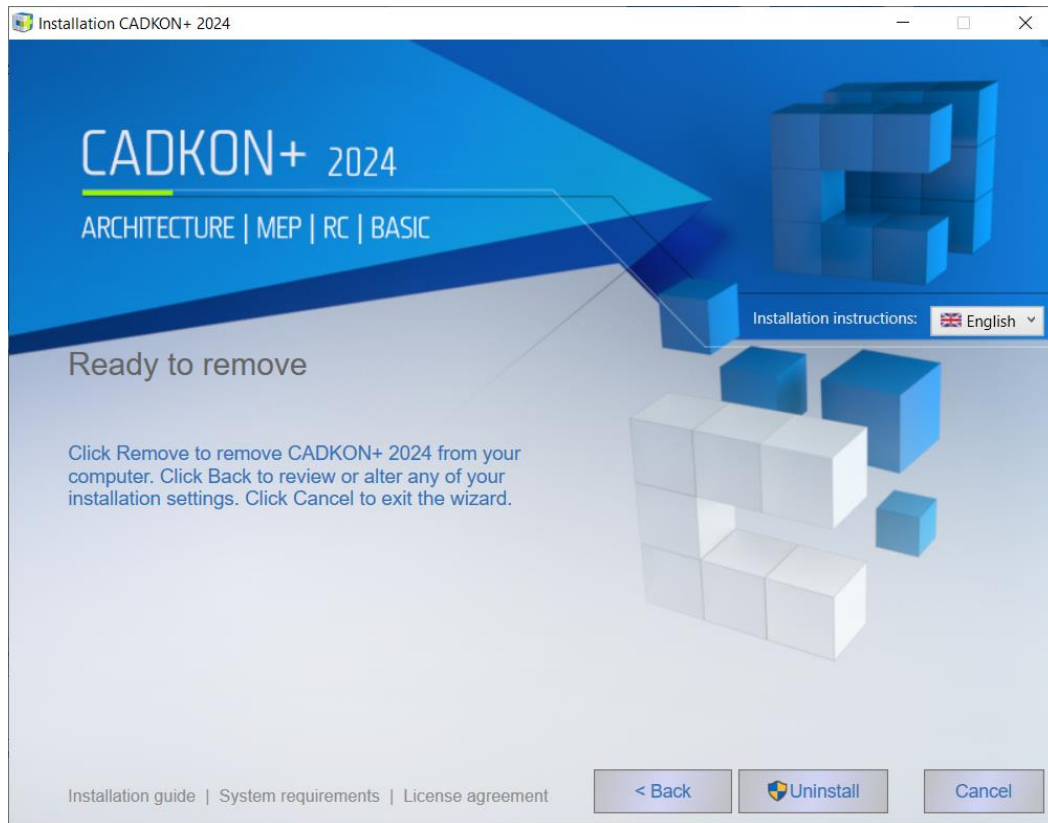 Installation CADKON+ 2024
CADKON+ 2024
ARCHITECTURE | MEP | RC | BASIC
Installation instructions:
English
Ready to remove
Click Remove to remove CADKON+ 2024 from your
computer. Click Back to review or alter any of your
installation settings. Click Cancel to exit the wizard.
Installation guide | System requirements | License agreement
< Back
Uninstall
Cancel